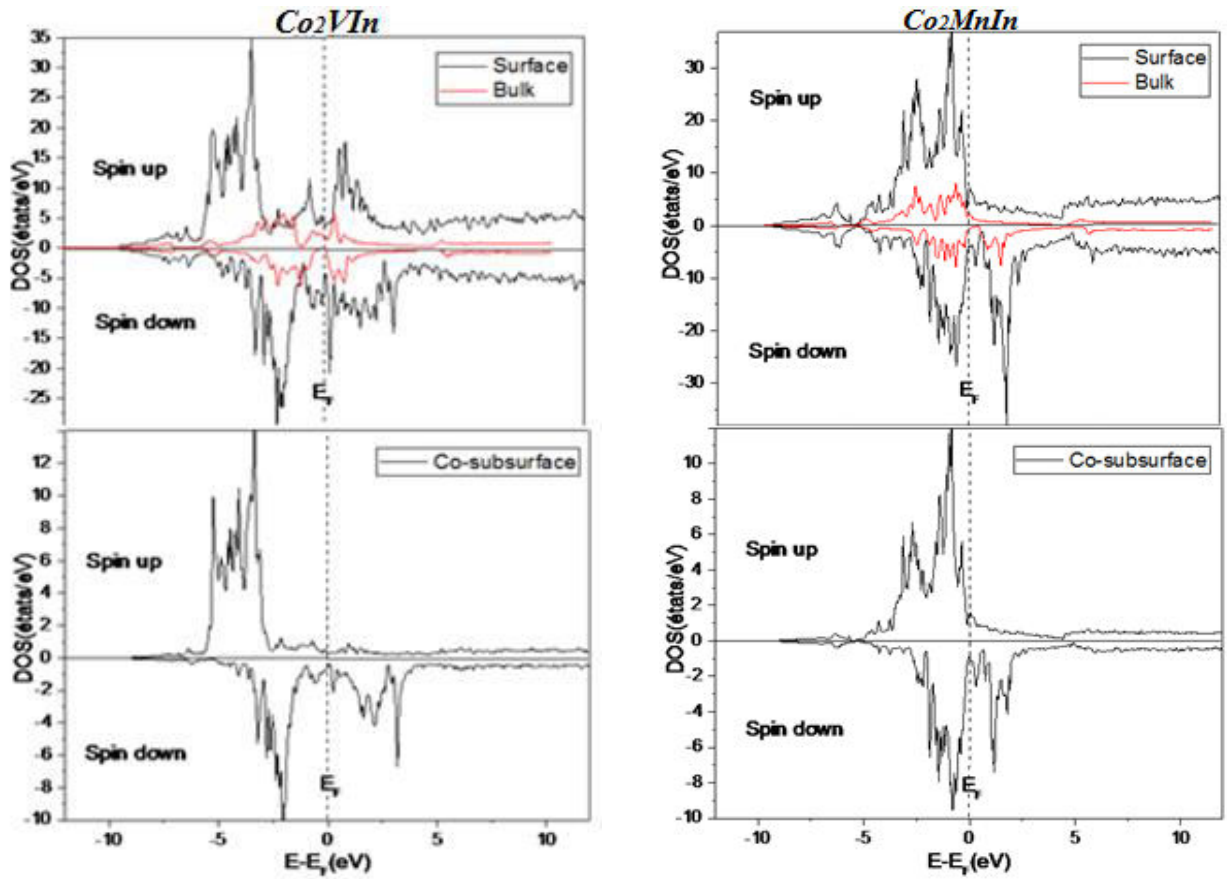 Co2VIn
Co2MnIn
35
30
25
20
15
10
5
0
-5
-10
-15
-20
-25
DOS(états/eV)
Surface
Bulk
Spin up
Spin down
EF
30
20
10
0
-10
-20
-30
DOS(états/eV)
Surface
Bulk
Spin up
Spin down
EF
12
10
8
6
4
2
0
-2
-4
-6
-8
-10
DOS(états/eV)
Co-subsurface
Spin up
Spin down
EF
-10 -5 0 5 10
E-EF(eV)
10
8
6
4
2
0
-2
-4
-6
-8
-10
DOS(états/eV)
Co-subsurface
Spin up
Spin down
EF
-10 -5 0 5 10
E-EF(eV)